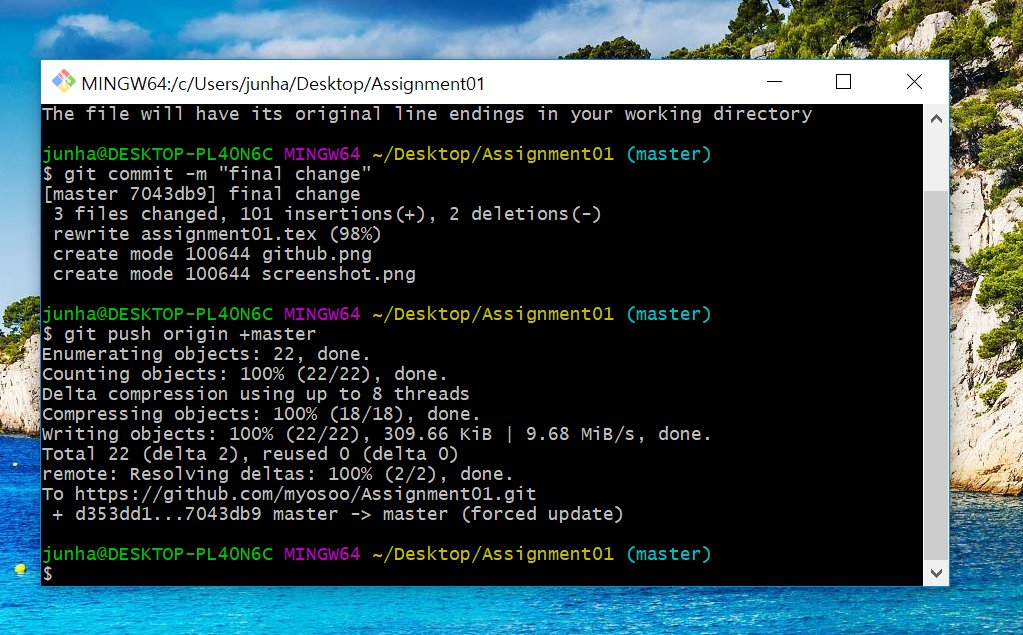 MINGW64:/c/Users/junha/Desktop/Assignment01
The file will have its original line endings in your working directory
junha@DESKTOP-PL4ON6C MINGW64 ~/Desktop/Assignment01 (master)
$ git commit -m "final change"
[master 7043db9] final change
 3 files changed, 101 insertions(+), 2 deletions(-)
 rewrite assignment01.tex (98%)
 create mode 100644 github.png
 create mode 100644 screenshot.png
junha@DESKTOP-PL4ON6C MINGW64 ~/Desktop/Assignment01 (master)
$ git push origin +master
Enumerating objects: 22, done.
Counting objects: 100% (22/22), done.
Delta compression using up to 8 threads
Compressing objects: 100% (18/18), done.
Writing objects: 100% (22/22), 309.66 KiB | 9.68 MiB/s, done.
Total 22 (delta 2), reused 0 (delta 0)
remote: Resolving deltas: 100% (2/2), done.
To https://github.com/myosoo/Assignment01.git
 + d353dd1...7043db9 master -> master (forced update)
junha@DESKTOP-PL4ON6C MINGW64 ~/Desktop/Assignment01 (master)
$